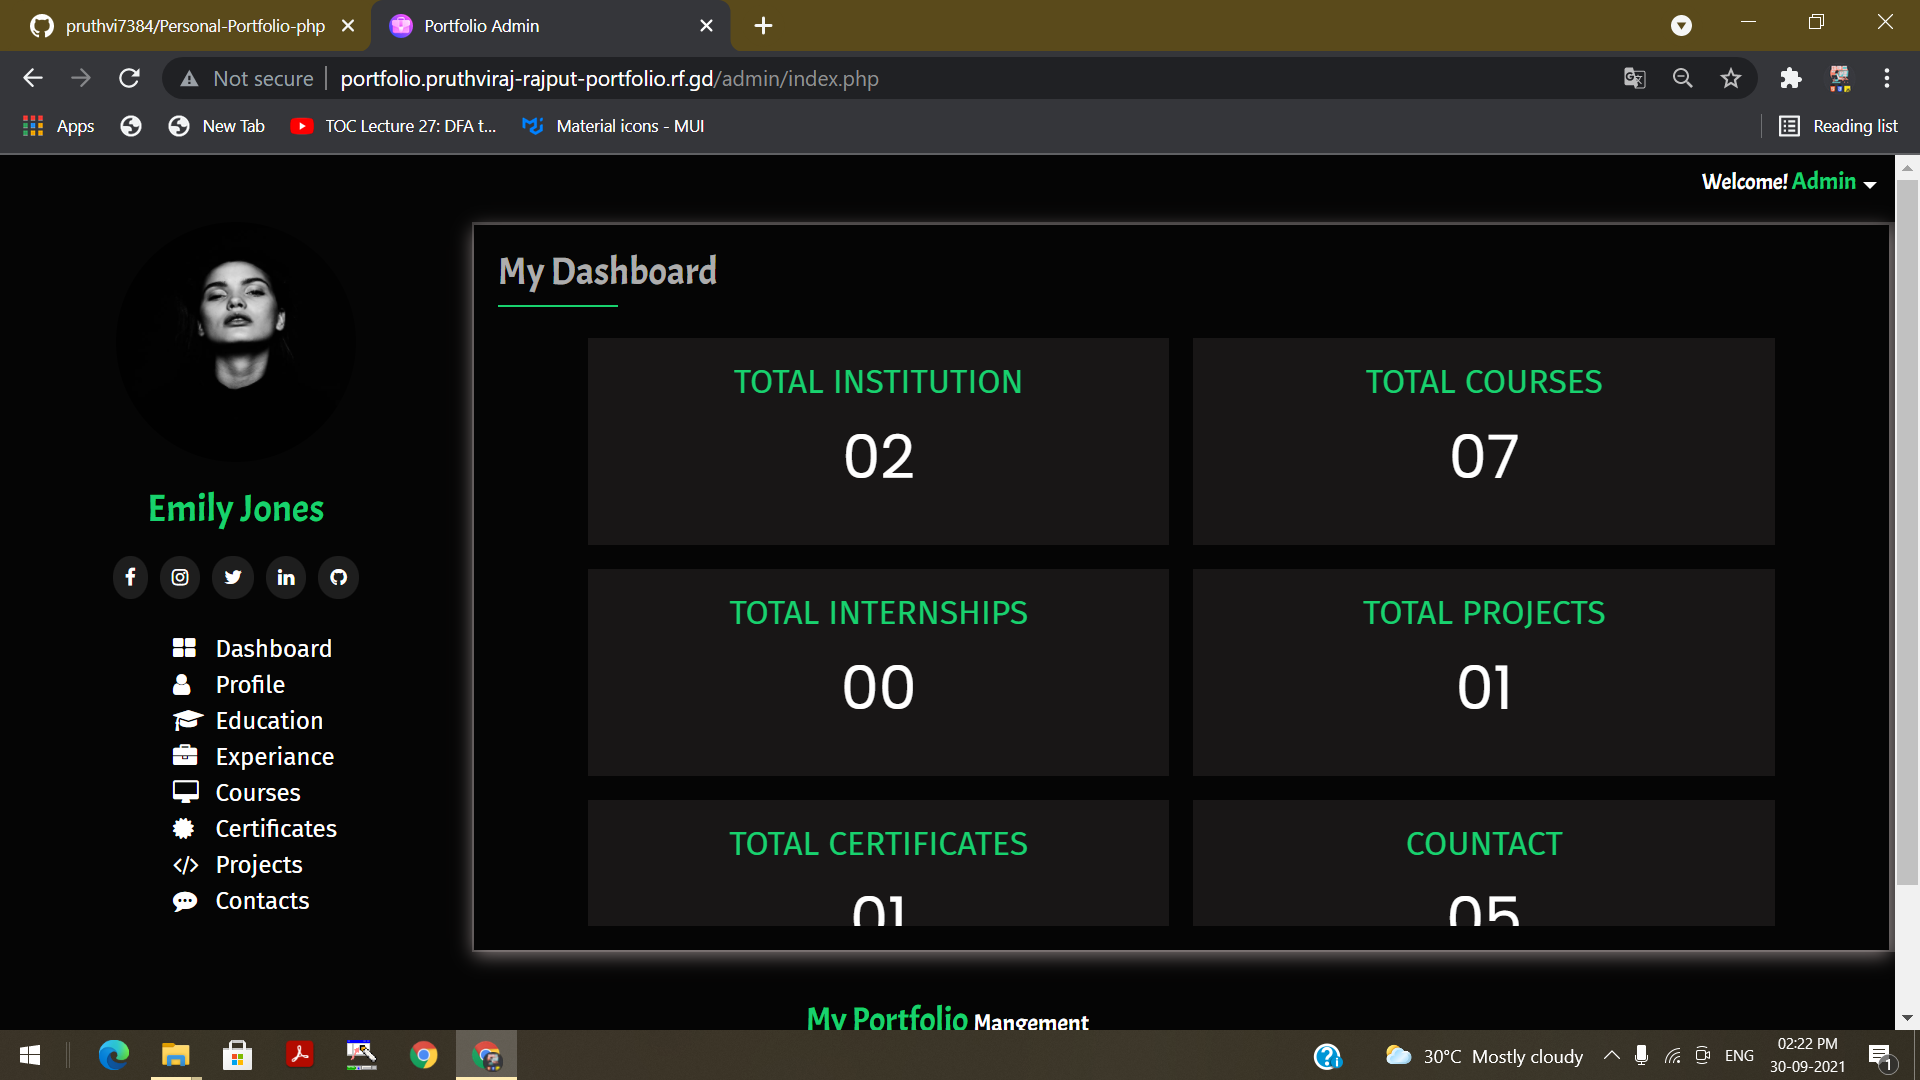 pruthvi7384/Personal-Portfolio-php
Portfolio Admin
Not secure
portfolio.pruthviraj-rajput-portfolio.rf.gd/admin/index.php
Apps
New Tab
TOC Lecture 27: DFA t...
Material icons - MUI
Reading list
Welcome! Admin
Emily Jones
Dashboard
Profile
Education
Experiance
Courses
Certificates
Projects
Contacts
My Dashboard
TOTAL INSTITUTION
02
TOTAL COURSES
07
TOTAL INTERNSHIPS
00
TOTAL PROJECTS
01
TOTAL CERTIFICATES
01
COUNTACT
05
My Portfolio Mangement
30°C Mostly cloudy
ENG
02:22 PM
30-09-2021
1